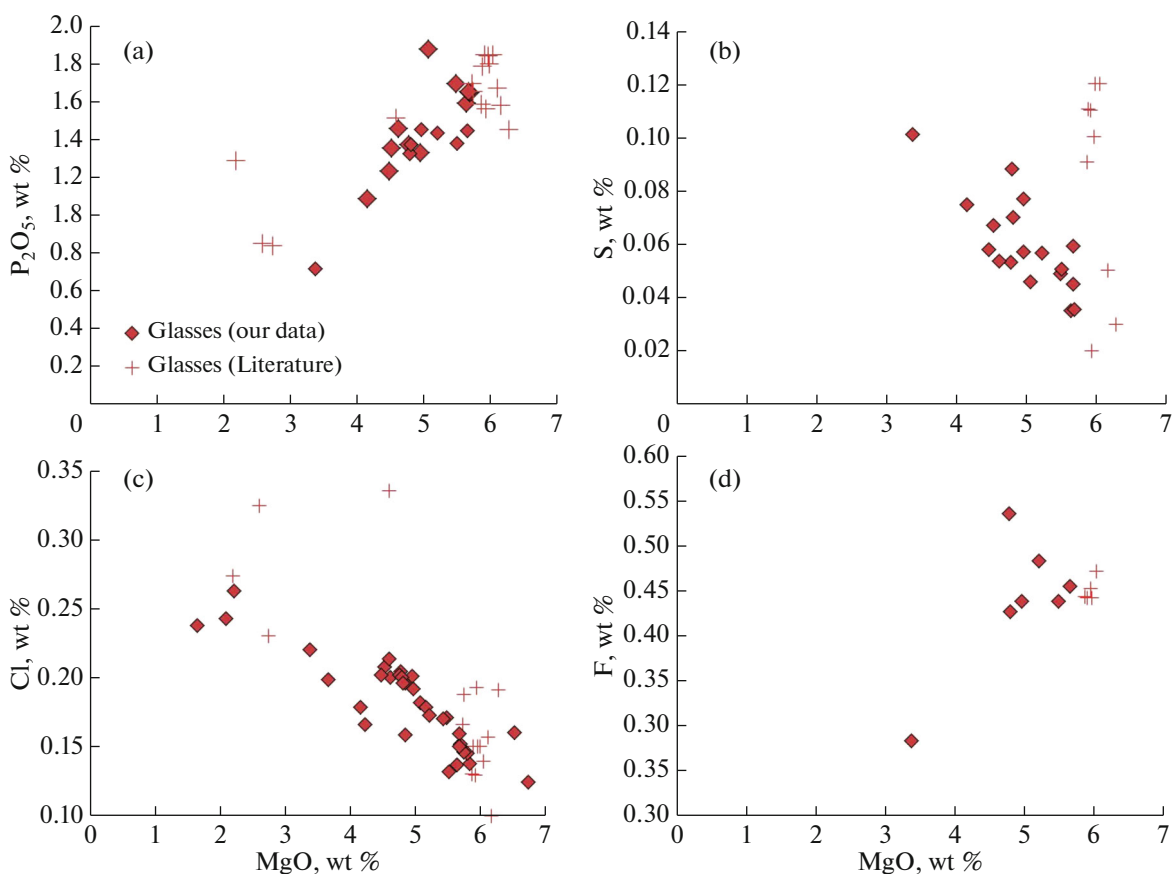 (a)
2.0
1.8
1.6
1.4
1.2
1.8
0.8
0.6
0.4
0.2
P2O5, wt %
Glasses (our data)
Glasses (Literature)
0 1 2 3 4 5 6 7
(b)
0.14
0.12
0.10
0.08
0.06
0.04
0.02
S, wt %
0 1 2 3 4 5 6 7
(c)
0.35
0.30
0.25
0.20
0.15
0.10
Cl, wt %
0 1 2 3 4 5 6 7
MgO, wt %
(d)
0.60
0.55
0.50
0.45
0.40
0.35
0.30
0.30
F, wt %
0 1 2 3 4 5 6 7
MgO, wt %